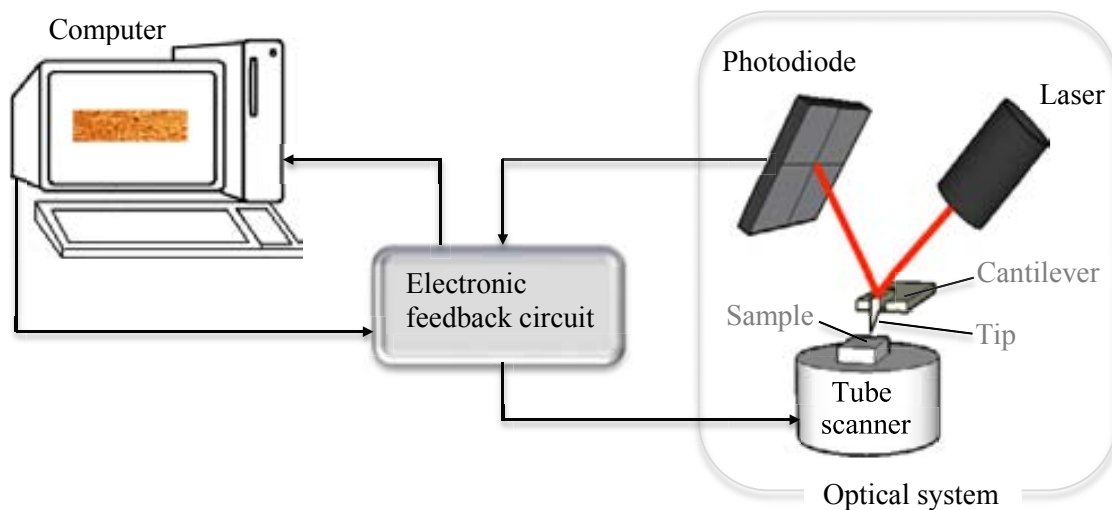 Computer
Photodiode
Laser
Electronic
feedback circuit
Cantilever
Sample
Tip
Tube
scanner
Optical system